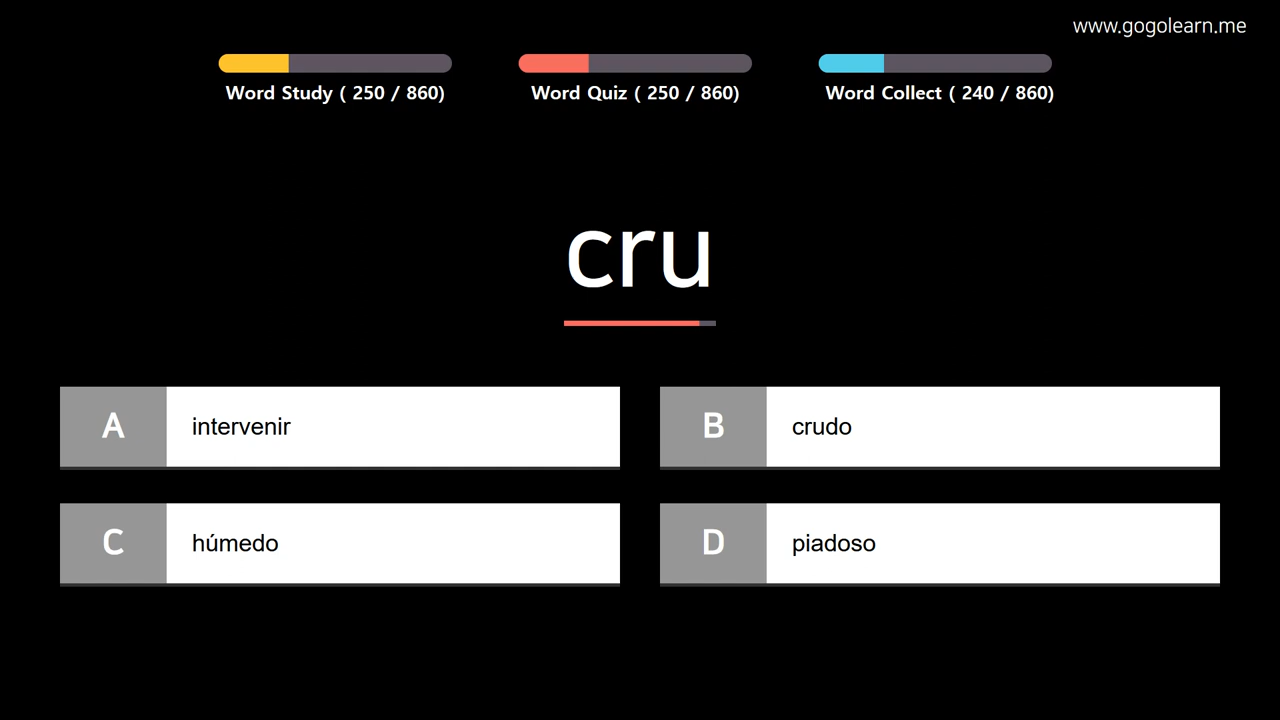 www.gogolearn.me
Word Study ( 250 / 860)
Word Quiz ( 250 / 860)
Word Collect ( 240 / 860)
cru
A intervenir
B crudo
C húmedo
D piadoso